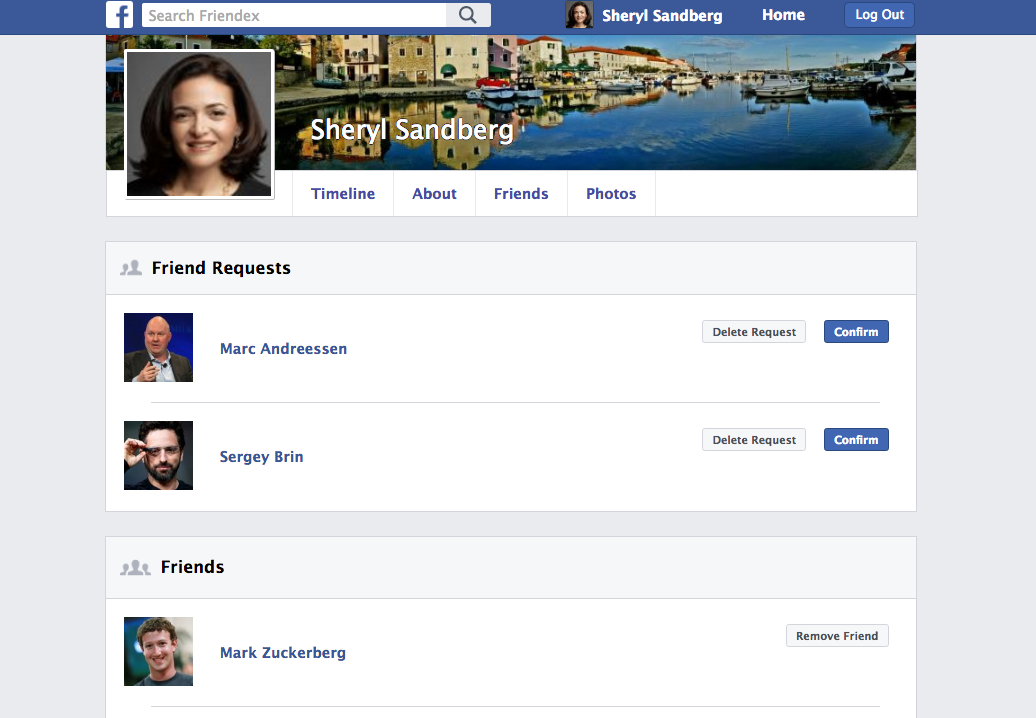 f Search Friendex Sheryl Sandberg Home Log Out
Sheryl Sandberg
Timeline About Friends Photos
Friend Requests
Marc Andreessen Delete Request Confirm
Sergey Brin Delete Request Confirm
Friends
Mark Zuckerberg Remove Friend